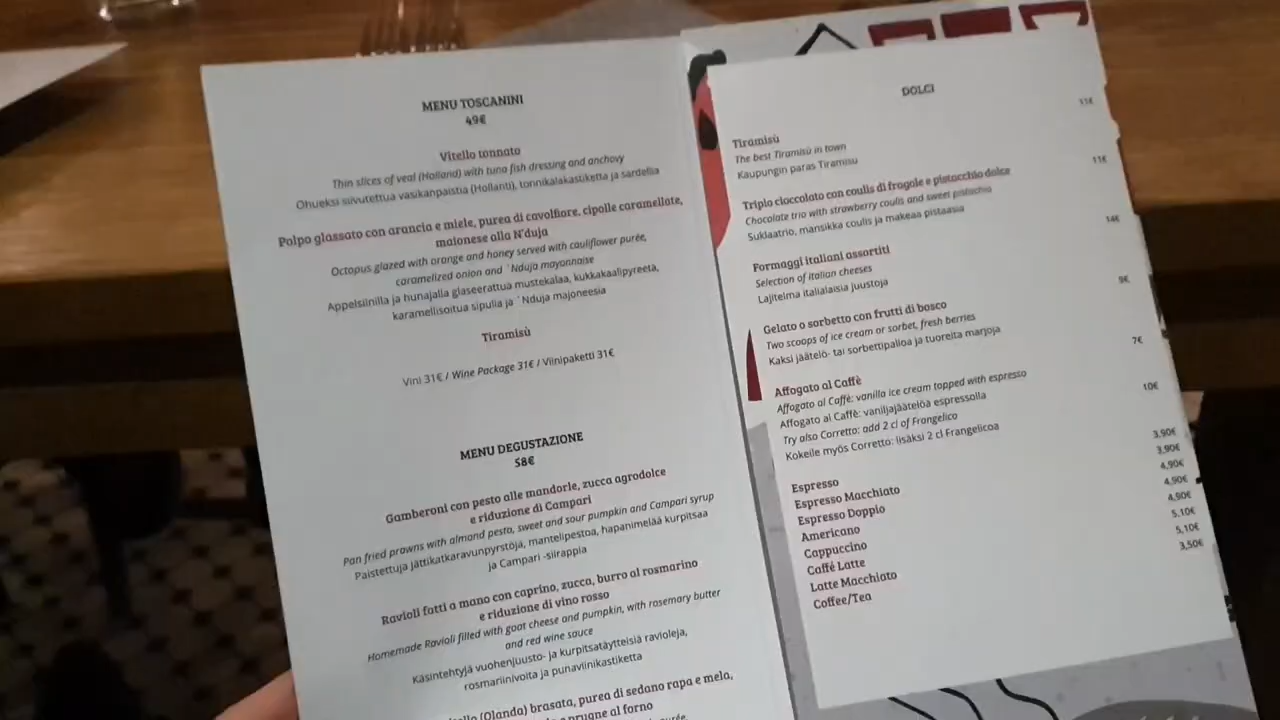 MENU TOSCANINI
49€
Vitello tonnato
Thin slices of veal (Holland) with tuna fish dressing and anchovy
Ohueksi siivutettua vasikanpaistia (Hollanti), tonnikalakastiketta ja sardellia
Polpo glassato con arancia e miele, purea di cavolfiore, cipolle caramellate,
maionese alla N'duja
Octopus glazed with orange and honey served with cauliflower purée,
caramelized onion and ´Nduja mayonnaise
Appelsiinilla ja hunajalla glaseerattua mustekalaa, kukkakaalipyreetä,
karamellisoitua sipulia ja ´Nduja majoneesia
Tiramisù
Vini 31€ / Wine Package 31€ / Viinipaketti 31€
MENU DEGUSTAZIONE
58€
Gamberoni con pesto alle mandorle, zucca agrodolce
e riduzione di Campari
Pan fried prawns with almond pesto, sweet and sour pumpkin and Campari syrup
Paistettuja jättikatkaravunpyrstöjä, mantelipestoa, hapanimelää kurpitsaa
ja Campari -siirappia
Ravioli fatti a mano con caprino, zucca, burro al rosmarino
e riduzione di vino rosso
Homemade Ravioli filled with goat cheese and pumpkin, with rosemary butter
and red wine sauce
Käsintehtyjä vuohenjuusto- ja kurpitsatäytteisiä ravioleja,
rosmariinivoita ja punaviinikastiketta
(Olanda) brasata, purea di sedano rapa e mela,
prugne al forno
DOLCI
Tiramisù 11€
The best Tiramisù in town
Kaupungin paras Tiramisu
Triplo cioccolato con coulis di fragole e pistacchio dolce 11€
Chocolate trio with strawberry coulis and sweet pistachio
Suklaatrio, mansikka coulis ja makeaa pistaasia
Formaggi italiani assortiti 14€
Selection of Italian cheeses
Lajitelma italialaisia juustoja
Gelato o sorbetto con frutti di bosco 9€
Two scoops of ice cream or sorbet, fresh berries
Kaksi jäätelö- tai sorbettipalloa ja tuoreita marjoja
Affogato al Caffè 7€
Affogato al Caffè: vanilla ice cream topped with espresso
Affogato al Caffè: vaniljajäätelöä espressolla
Try also Corretto: add 2 cl of Frangelico 10€
Kokeile myös Corretto: lisäksi 2 cl Frangelicoa
Espresso 3,90€
Espresso Macchiato 3,90€
Espresso Doppio 4,90€
Americano 4,90€
Cappuccino 4,90€
Caffé Latte 5,10€
Latte Macchiato 5,10€
Coffee/Tea 3,50€